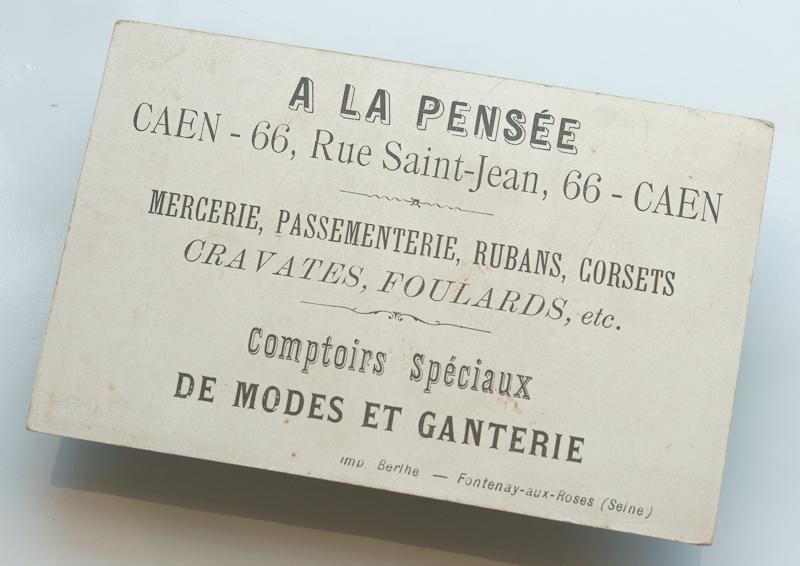 A LA PENSÉE
CAEN - 66, Rue Saint-Jean, 66 - CAEN
MERCERIE, PASSEMENTERIE, RUBANS, CORSETS
CRAVATES, FOULARDS, etc.
Comptoirs Spéciaux
DE MODES ET GANTERIE
Imp. Berthe — Fontenay-aux-Roses (Seine)